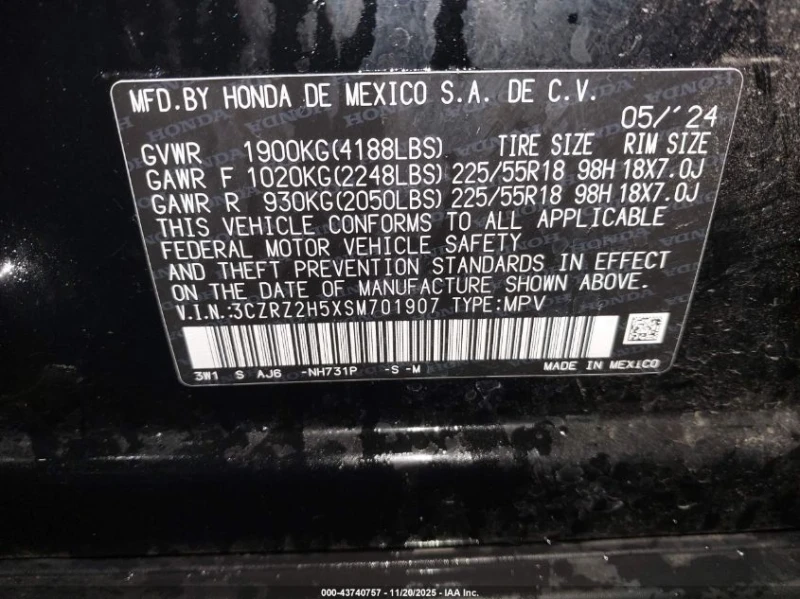 MFD.BY HONDA DE MEXICO S.A. DE C.V.
05/'24
GVWR 1900KG(4188LBS) TIRE SIZE RIM SIZE
GAWR F 1020KG(2248LBS) 225/55R18 98H 18X7.0J
GAWR R 930KG(2050LBS) 225/55R18 98H 18X7.0J
THIS VEHICLE CONFORMS TO ALL APPLICABLE
FEDERAL MOTOR VEHICLE SAFETY
AND THEFT PREVENTION STANDARDS IN EFFECT
ON THE DATE OF MANUFACTURE SHOWN ABOVE.
V.I.N.:3CZRZ2H5XSM701907 TYPE:MPV
3W1 S AJ6 -NH731P -S -M MADE IN MEXICO
000-43740757 - 11/20/2025 - IAA Inc.